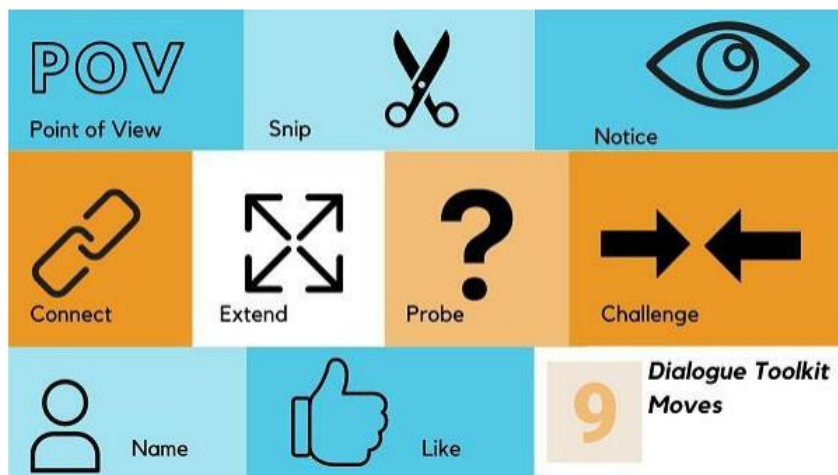 POV
Point of View
Snip
Notice
Connect
Extend
?
Probe
Challenge
Name
Like
9
Dialogue Toolkit
Moves